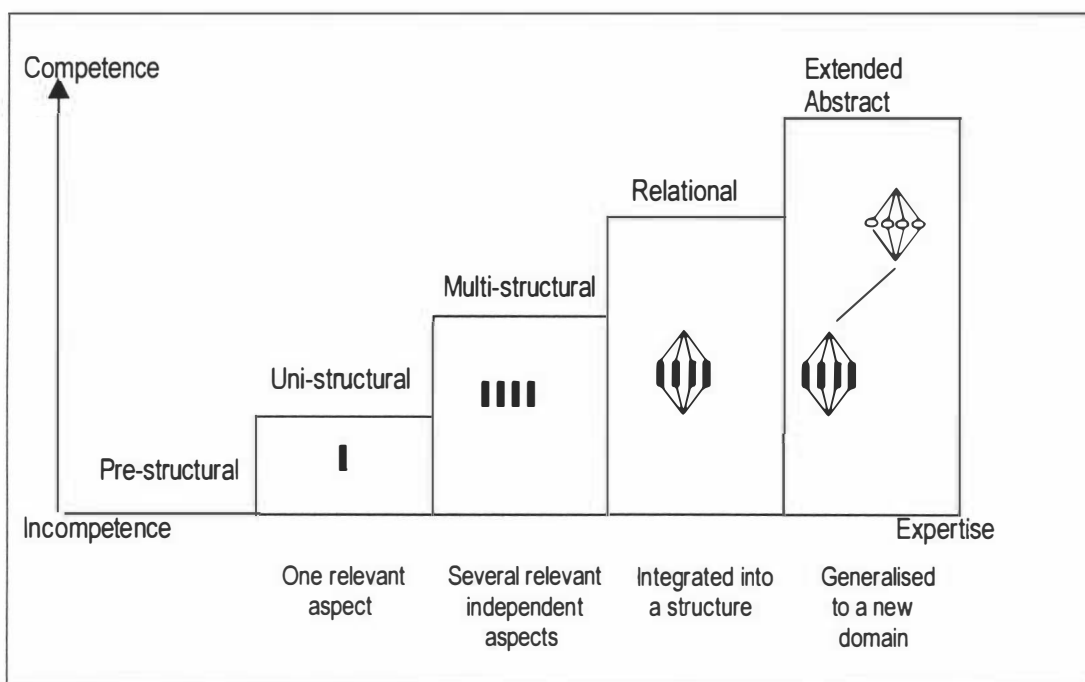 Competence
Extended
Abstract
Relational
Multi-structural
Uni-structural
Pre-structural
Incompetence
Expertise
One relevant
aspect
Several relevant
independent
aspects
Integrated into
a structure
Generalised
to a new
domain